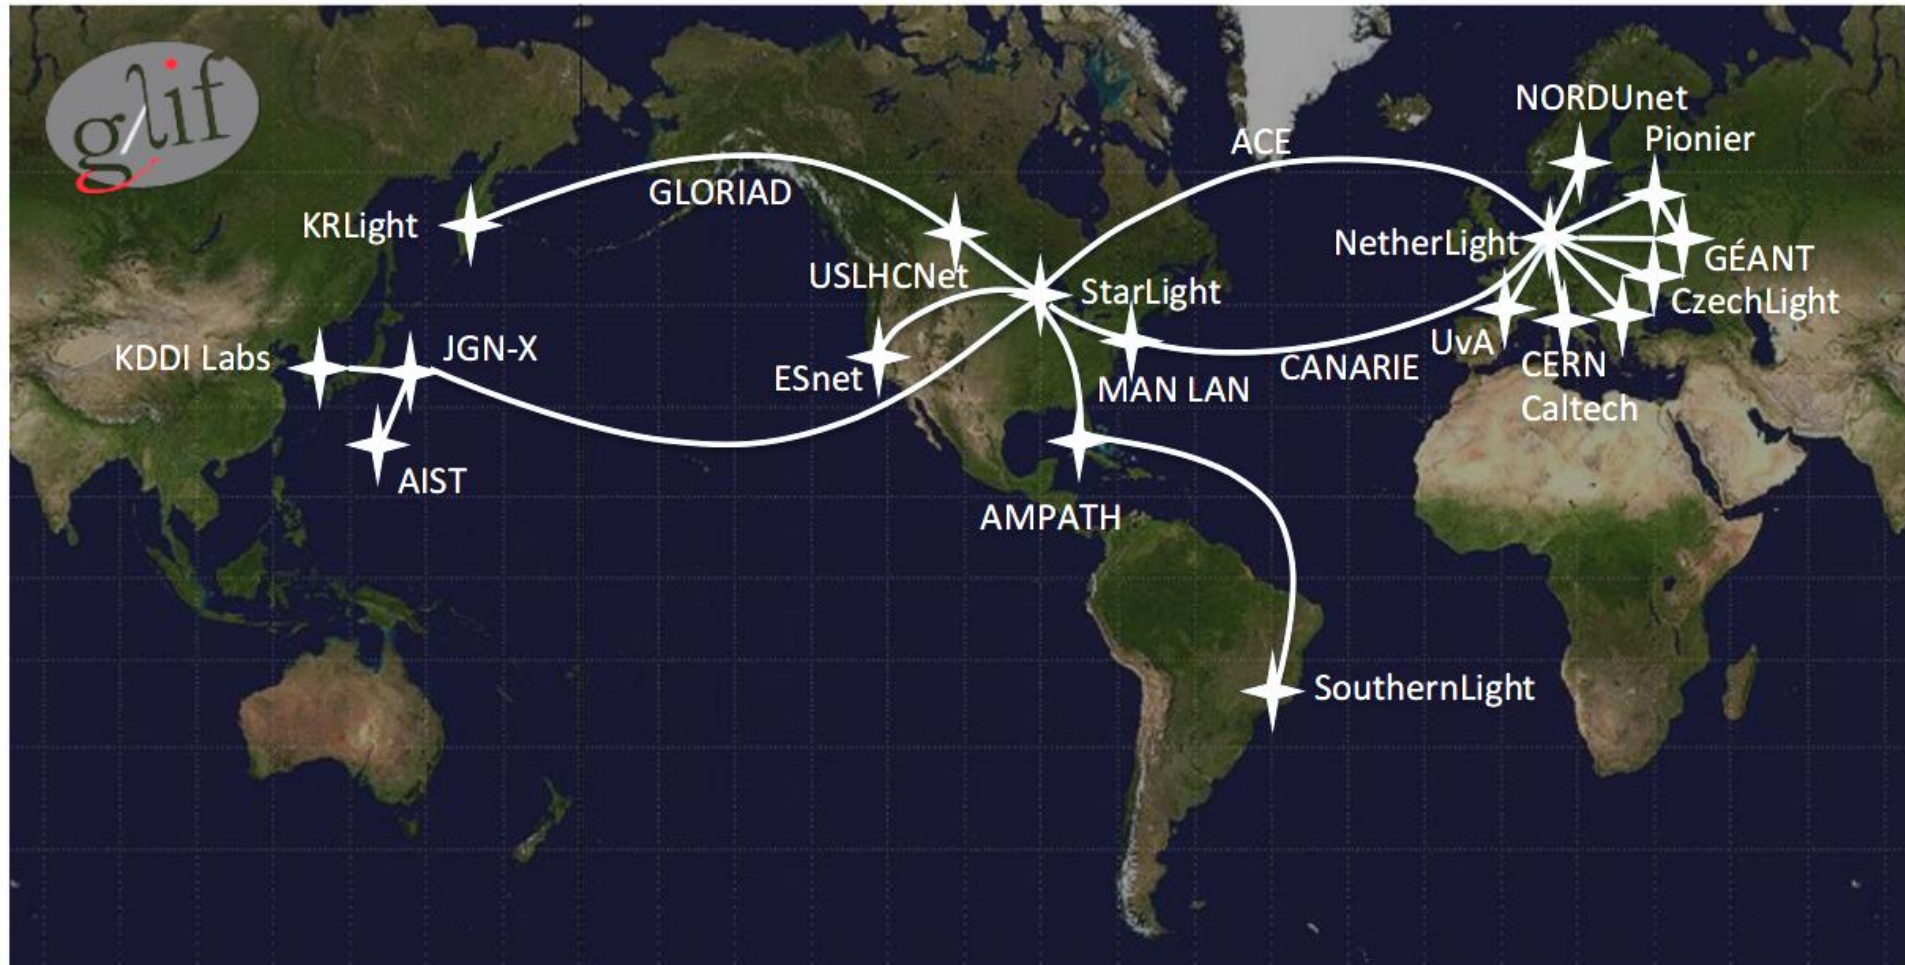 glif
NORDUnet
Pionier
ACE
GLORIAD
KRLight
NetherLight
GÉANT
USLHCNet
StarLight
CzechLight
UvA
JGN-X
KDDI Labs
ESnet
MAN LAN
CANARIE
CERN
Caltech
AIST
AMPATH
SouthernLight